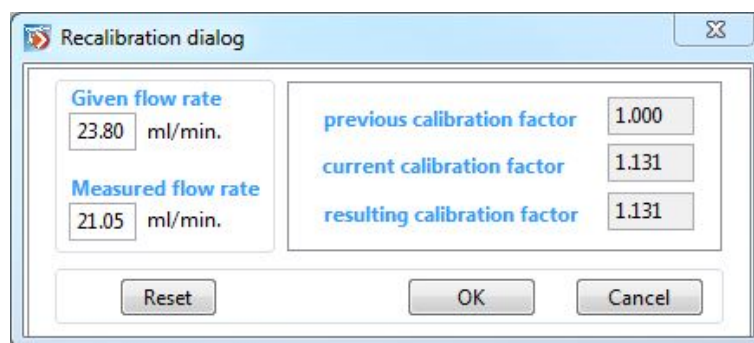 Recalibration dialog
Given flow rate
23.80 ml/min.
Measured flow rate
21.05 ml/min.
previous calibration factor 1.000
current calibration factor 1.131
resulting calibration factor 1.131
Reset OK Cancel